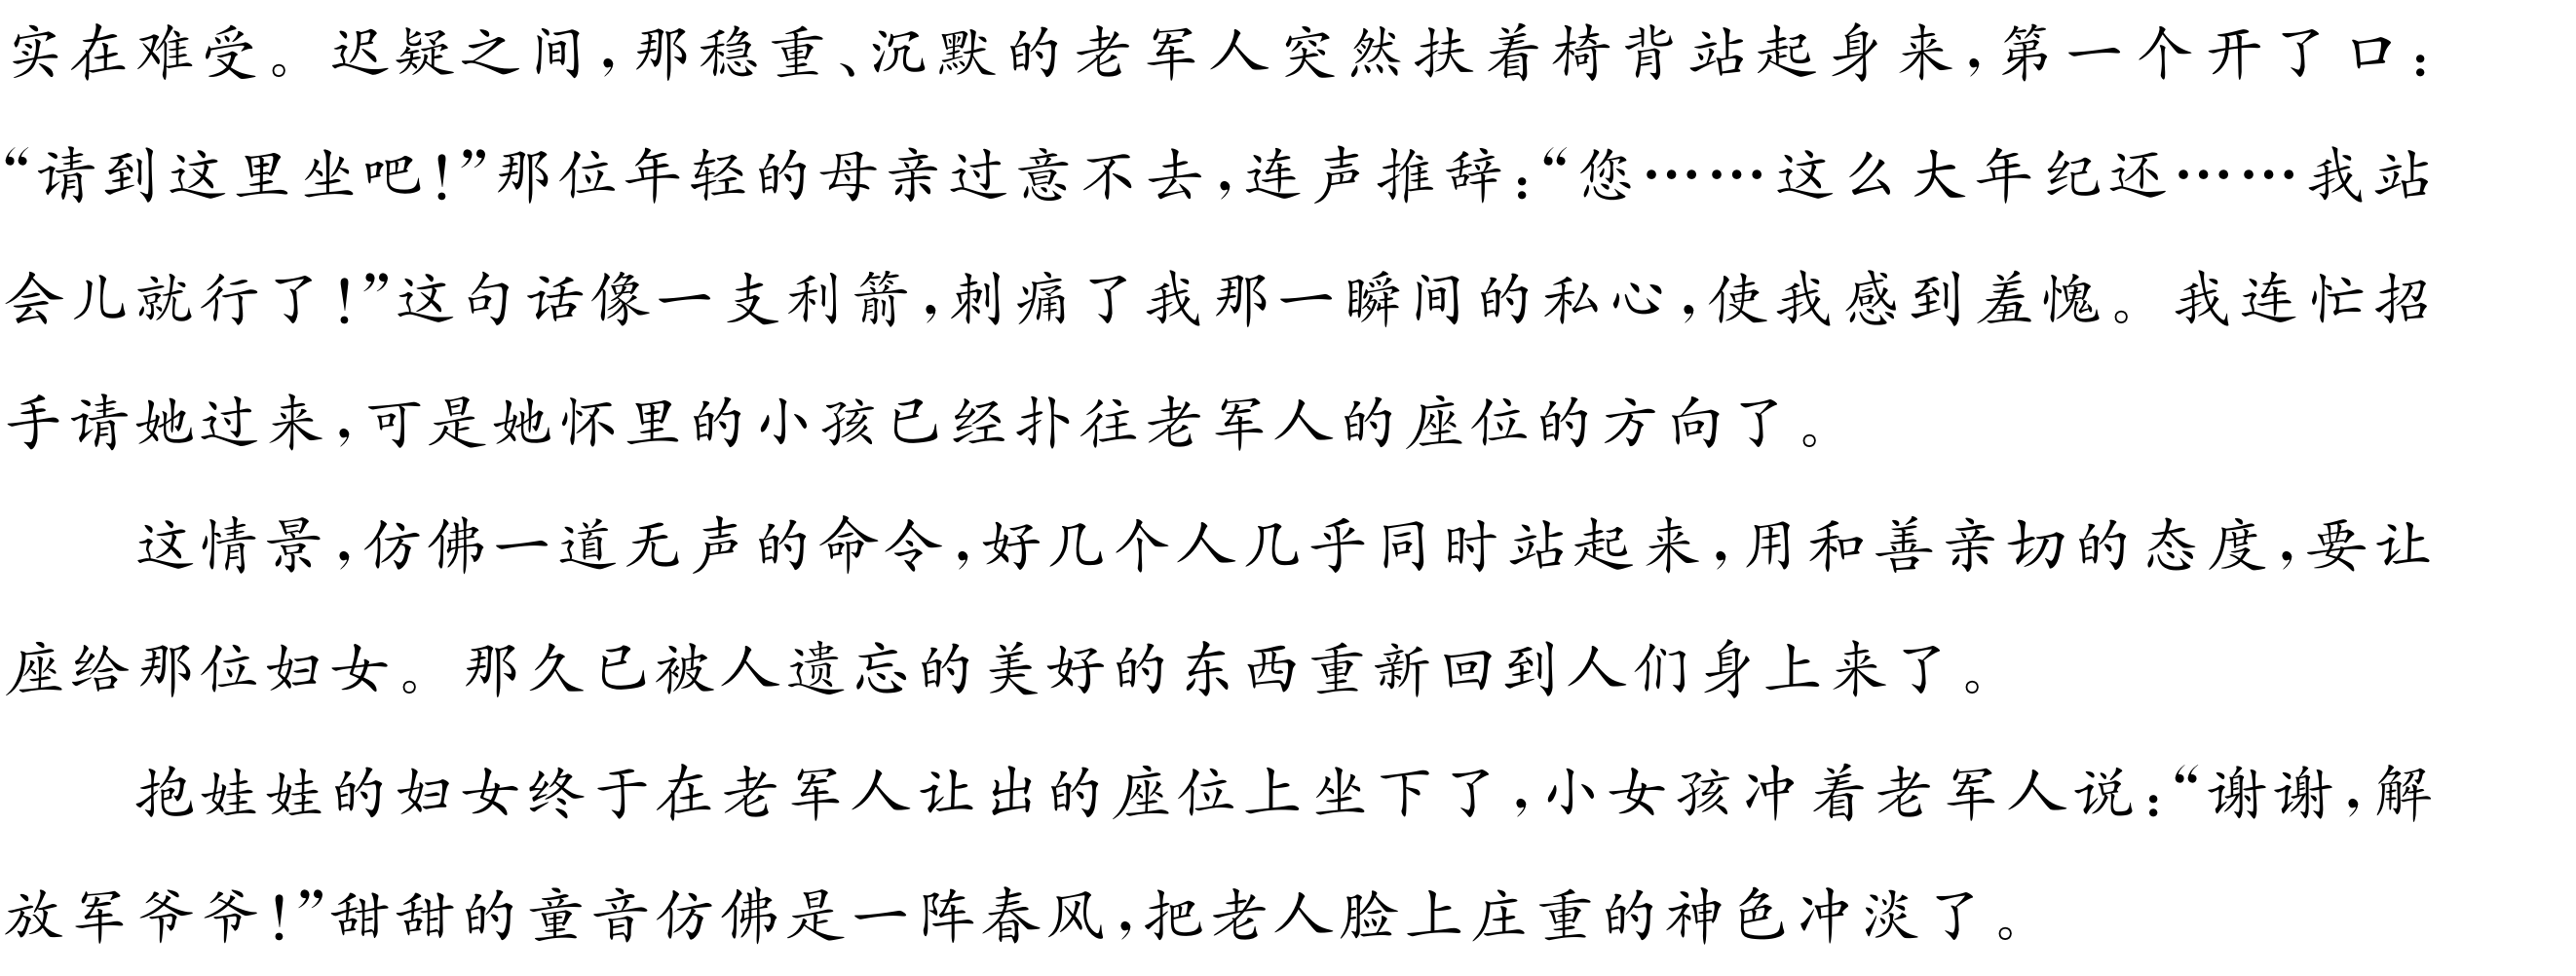 实在难受。迟疑之间，那稳重、沉默的老军人突然扶着椅背站起身来，第一个开了口：
“请到这里坐吧！”那位年轻的母亲过意不去，连声推辞：“您……这么大年纪还……我站
会儿就行了！”这句话像一支利箭，刺痛了我那一瞬间的私心，使我感到羞愧。我连忙招
手请她过来，可是她怀里的小孩已经扑往老军人的座位的方向了。
这情景，仿佛一道无声的命令，好几个人几乎同时站起来，用和善亲切的态度，要让
座给那位妇女。那久已被人遗忘的美好的东西重新回到人们身上来了。
抱娃娃的妇女终于在老军人让出的座位上坐下了，小女孩冲着老军人说：“谢谢，解
放军爷爷！”甜甜的童音仿佛是一阵春风，把老人脸上庄重的神色冲淡了。